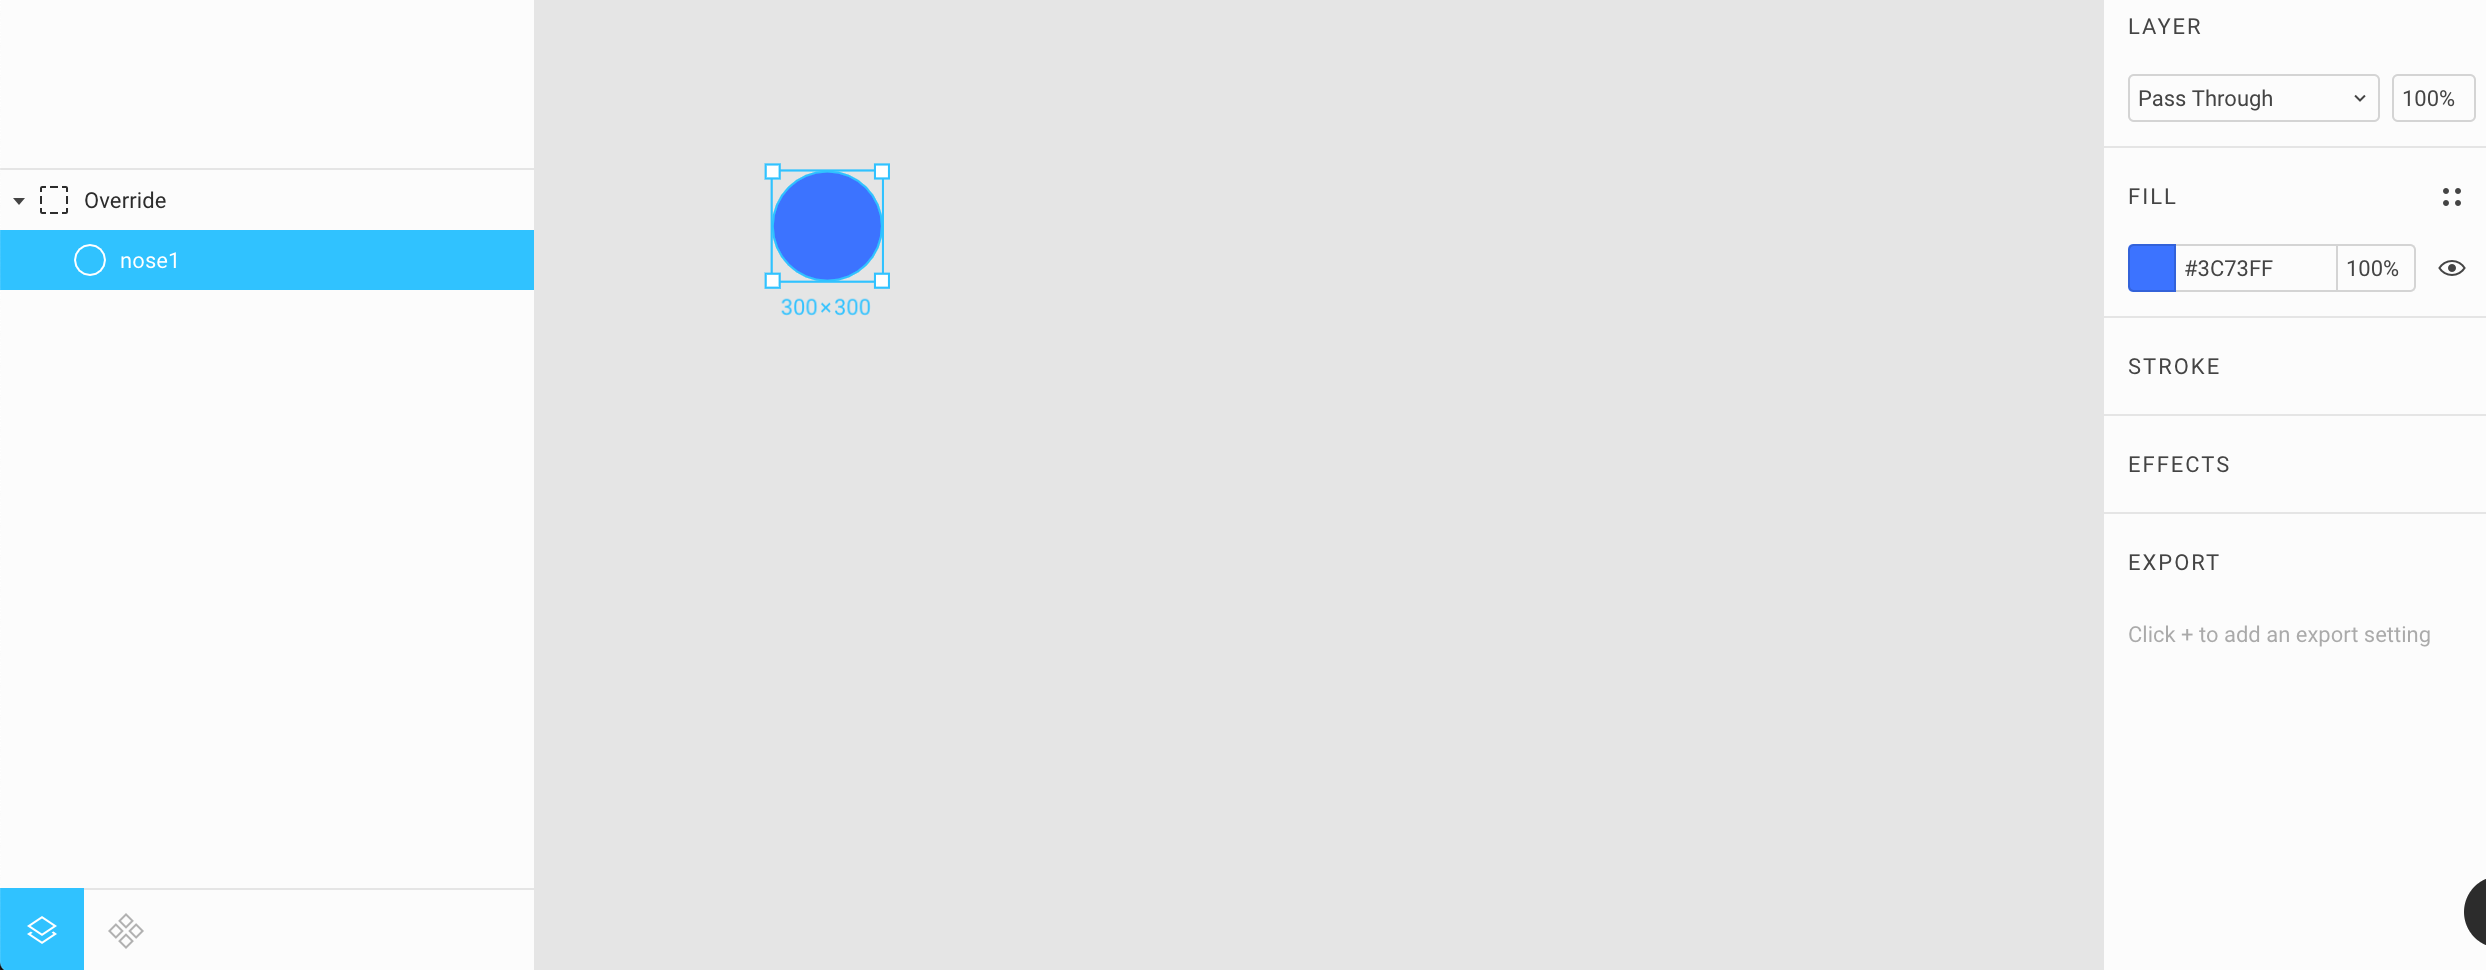 Override
nose1
300×300
LAYER
Pass Through
100%
FILL
#3C73FF
100%
STROKE
EFFECTS
EXPORT
Click + to add an export setting